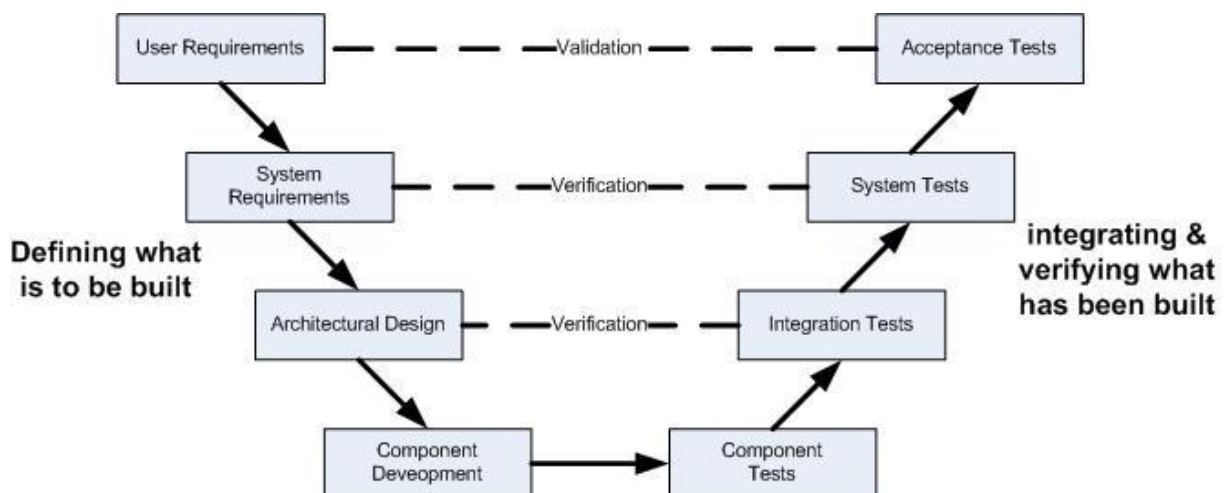 User Requirements
Validation
Acceptance Tests
System
Requirements
Verification
System Tests
Defining what
is to be built
integrating &
verifying what
has been built
Architectural Design
Verification
Integration Tests
Component
Deveopment
Component
Tests